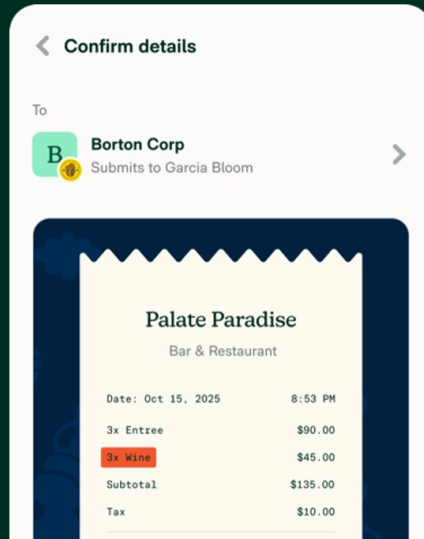 Confirm details
To
B
Borton Corp
Submits to Garcia Bloom
Palate Paradise
Bar & Restaurant
Date: Oct 15, 2025 8:53 PM
3x Entree $90.00
3x Wine $45.00
Subtotal $135.00
Tax $10.00